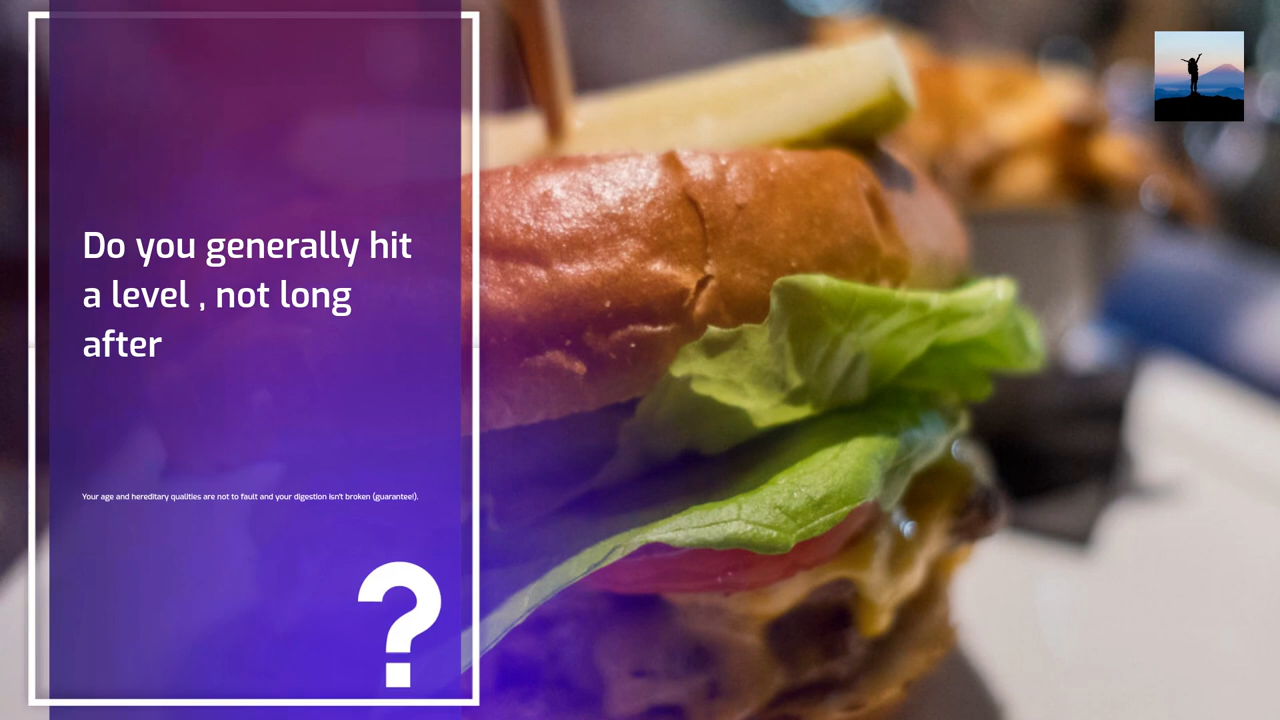 Do you generally hit
a level , not long
after
Your age and hereditary qualities are not to fault and your digestion isn't broken (guarantee!).
?